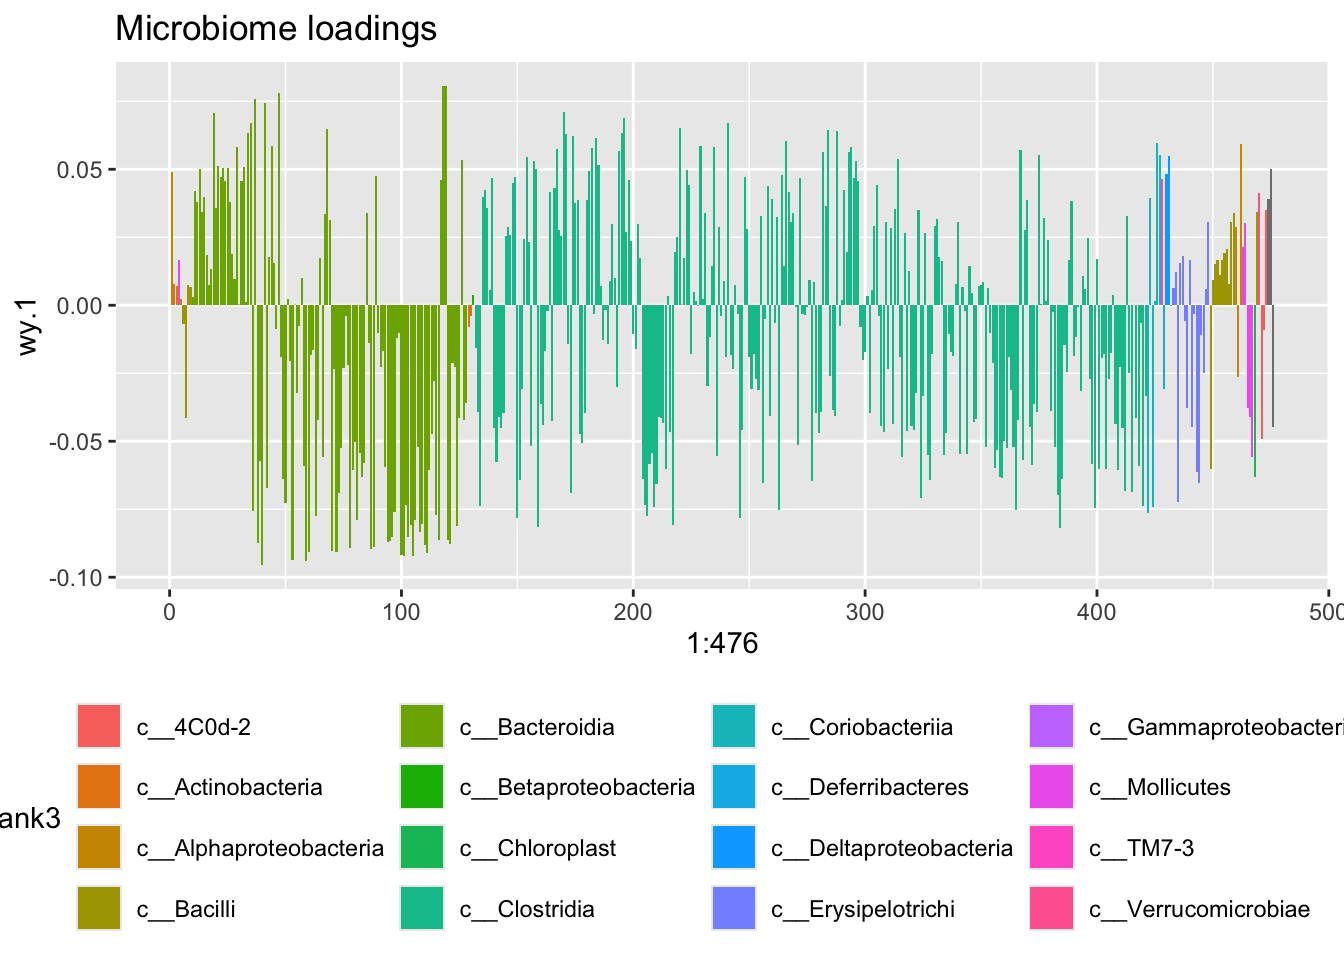 Microbiome loadings
wy.1
0.05
0.00
-0.05
-0.10
0 100 200 300 400 500
1:476
ank3
c__4C0d-2 c__Bacteroidia c__Coriobacteriia c__Gammaproteobacteri
c__Actinobacteria c__Betaproteobacteria c__Deferribacteres c__Mollicutes
c__Alphaproteobacteria c__Chloroplast c__Deltaproteobacteria c__TM7-3
c__Bacilli c__Clostridia c__Erysipelotrichi c__Verrucomicrobiae